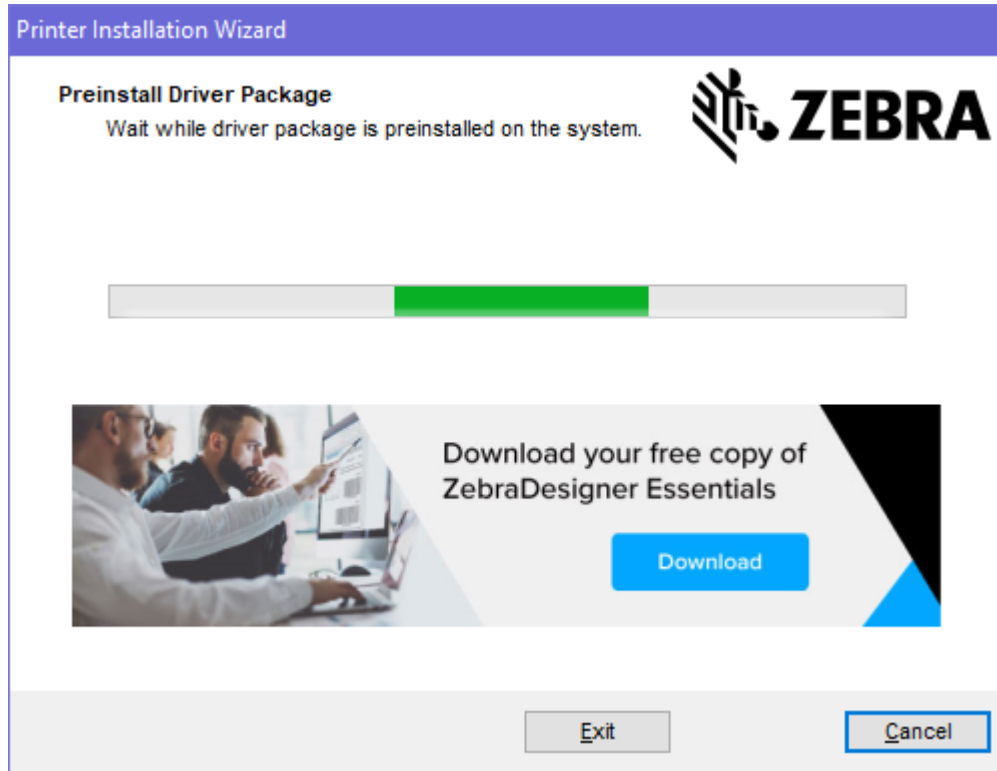 Printer Installation Wizard
Preinstall Driver Package
Wait while driver package is preinstalled on the system.
ZEBRA
Download your free copy of
ZebraDesigner Essentials
Download
Exit
Cancel